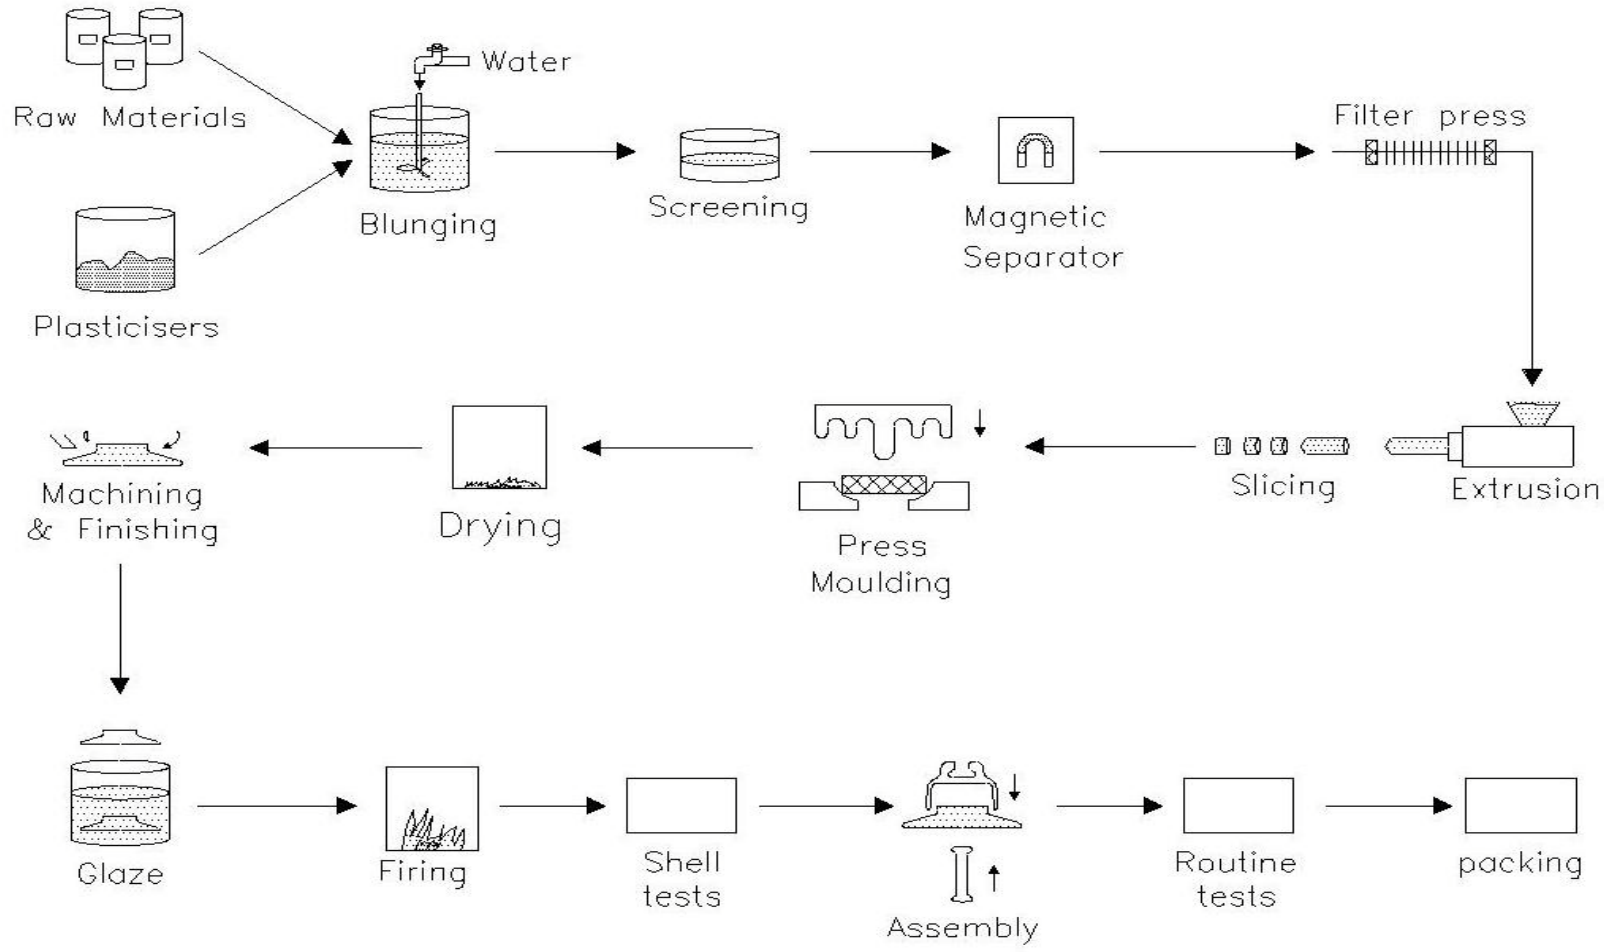 Raw Materials
Water
Blunging
Plasticisers
Screening
Magnetic
Separator
Filter press
Extrusion
Slicing
Press
Moulding
Drying
Machining
& Finishing
Glaze
Firing
Shell
tests
Assembly
Routine
tests
packing